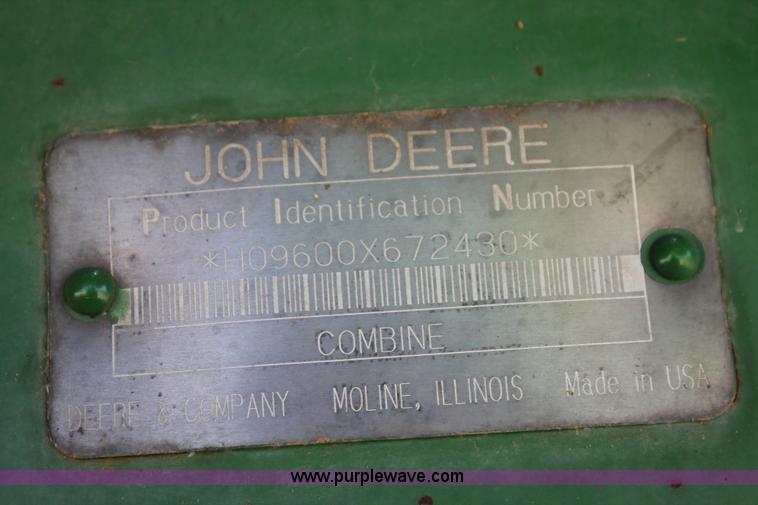 JOHN DEERE
Product Identification Number
*H09600X672430*
COMBINE
DEERE & COMPANY MOLINE, ILLINOIS Made in USA
www.purplewave.com